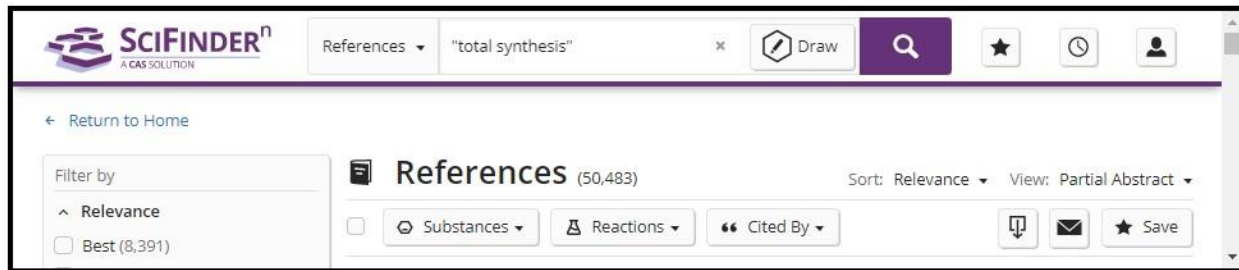 SCIFINDERⁿ
A CAS SOLUTION
References
"total synthesis"
×
Draw
← Return to Home
Filter by
Relevance
Best (8,391)
References (50,483)
Sort: Relevance
View: Partial Abstract
Substances
Reactions
Cited By
Save